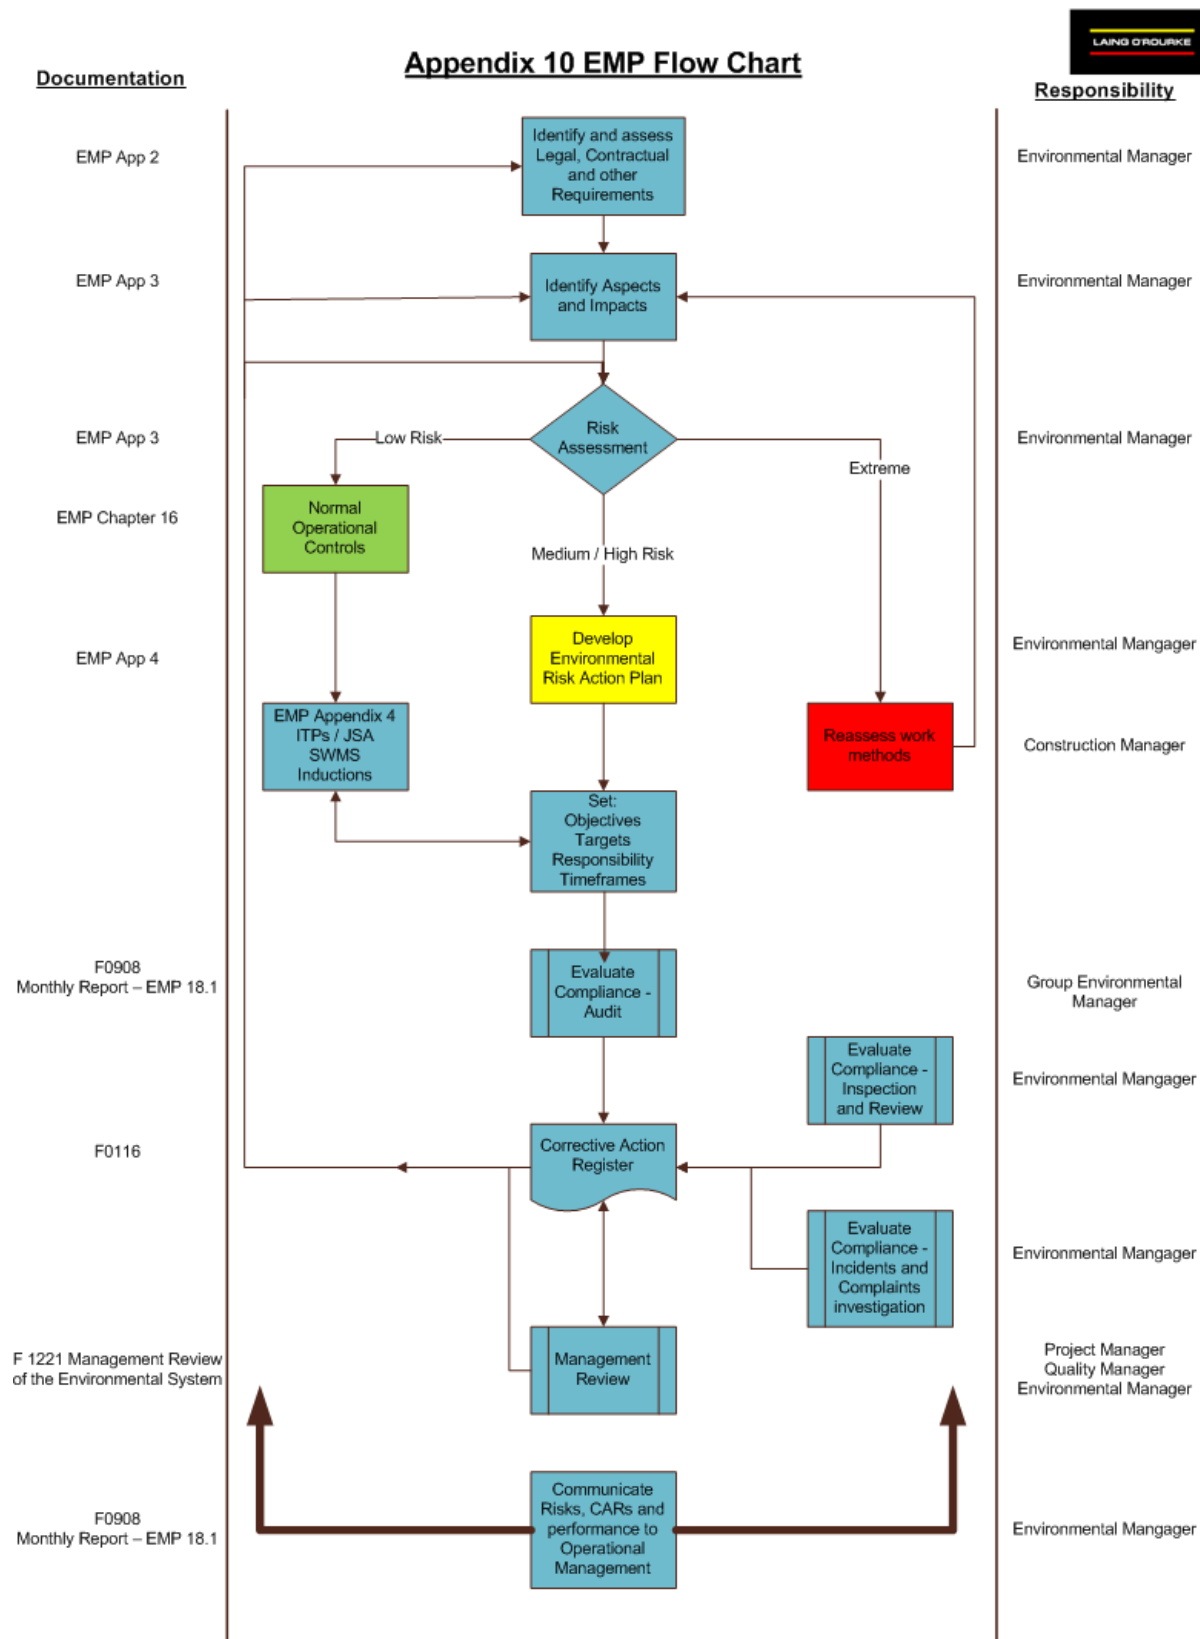 LAING O'ROURKE
Appendix 10 EMP Flow Chart
Documentation
Responsibility
EMP App 2
Identify and assess
Legal, Contractual
and other
Requirements
Environmental Manager
EMP App 3
Identify Aspects
and Impacts
Environmental Manager
EMP App 3
Low Risk
Risk
Assessment
Extreme
Environmental Manager
EMP Chapter 16
Normal
Operational
Controls
Medium / High Risk
EMP App 4
Develop
Environmental
Risk Action Plan
Environmental Mangager
EMP Appendix 4
ITPs / JSA
SWMS
Inductions
Reassess work
methods
Construction Manager
Set:
Objectives
Targets
Responsibility
Timeframes
F0908
Monthly Report – EMP 18.1
Evaluate
Compliance -
Audit
Group Environmental
Manager
Evaluate
Compliance -
Inspection
and Review
Environmental Mangager
F0116
Corrective Action
Register
Evaluate
Compliance -
Incidents and
Complaints
investigation
Environmental Mangager
F 1221 Management Review
of the Environmental System
Management
Review
Project Manager
Quality Manager
Environmental Manager
F0908
Monthly Report – EMP 18.1
Communicate
Risks, CARs and
performance to
Operational
Management
Environmental Mangager